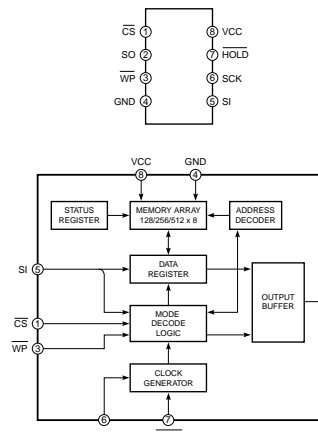 CS 1 8 VCC
SO 2 7 HOLD
WP 3 6 SCK
GND 4 5 SI
VCC GND
8 4
STATUS REGISTER
MEMORY ARRAY
128/256/512 x 8
ADDRESS DECODER
SI 5
DATA REGISTER
OUTPUT BUFFER
CS 1
MODE DECODE LOGIC
WP 3
CLOCK GENERATOR
6 7